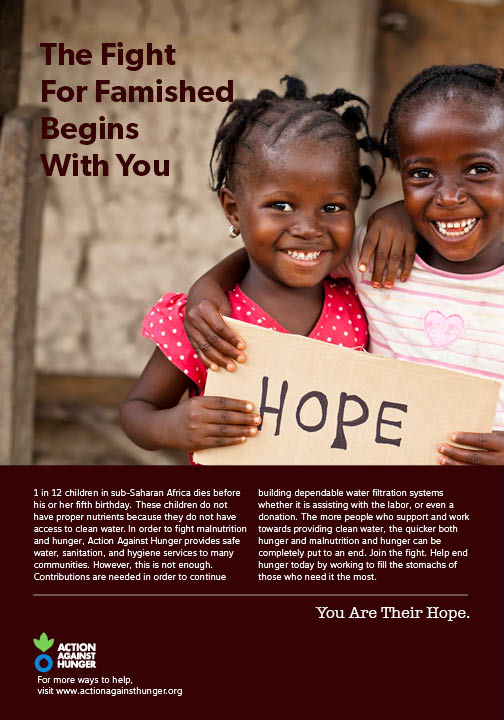 The Fight
For Famished
Begins
With You
HOPE
1 in 12 children in sub-Saharan Africa dies before
his or her fifth birthday. These children do not
have proper nutrients because they do not have
access to clean water. In order to fight malnutrition
and hunger, Action Against Hunger provides safe
water, sanitation, and hygiene services to many
communities. However, this is not enough.
Contributions are needed in order to continue
building dependable water filtration systems
whether it is assisting with the labor, or even a
donation. The more people who support and work
towards providing clean water, the quicker both
hunger and malnutrition and hunger can be
completely put to an end. Join the fight. Help end
hunger today by working to fill the stomachs of
those who need it the most.
You Are Their Hope.
ACTION
AGAINST
HUNGER
For more ways to help,
visit www.actionagainsthunger.org